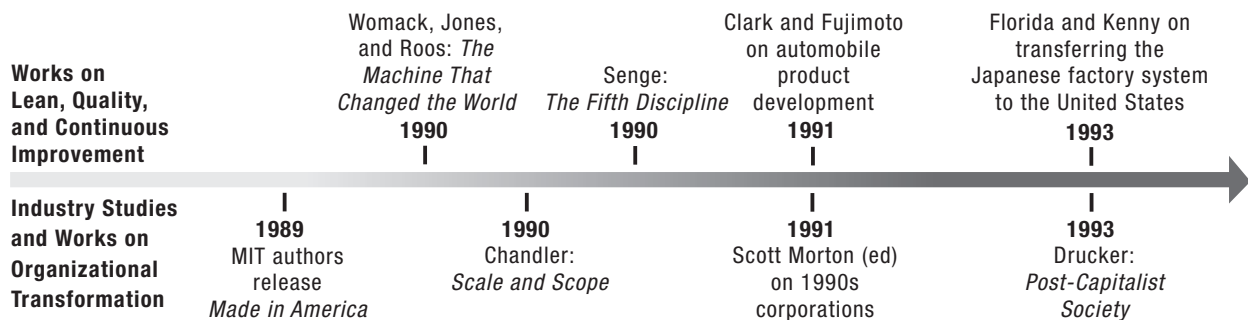 Works on
Lean, Quality,
and Continuous
Improvement
Womack, Jones,
and Roos: The
Machine That
Changed the World
1990
Senge:
The Fifth Discipline
1990
Clark and Fujimoto
on automobile
product
development
1991
Florida and Kenny on
transferring the
Japanese factory system
to the United States
1993
Industry Studies
and Works on
Organizational
Transformation
1989
MIT authors
release
Made in America
1990
Chandler:
Scale and Scope
1991
Scott Morton (ed)
on 1990s
corporations
1993
Drucker:
Post-Capitalist
Society